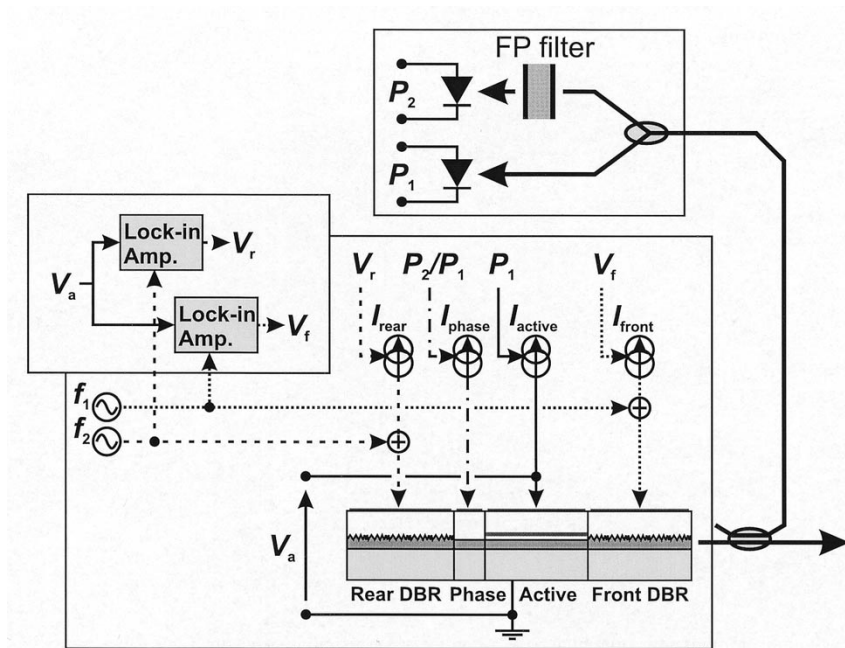 FP filter
P2
P1
Lock-in
Amp.
Vr
Va
Lock-in
Amp.
Vf
Vr
P2/P1
P1
Vf
Irear
Iphase
Iactive
Ifront
f1
f2
Va
Rear DBR
Phase
Active
Front DBR